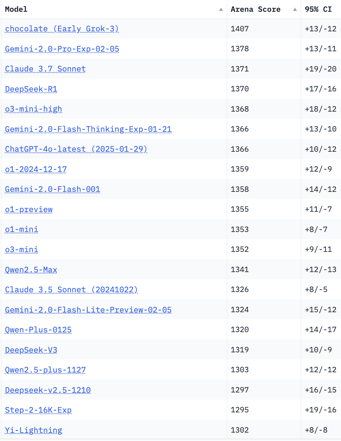 Model Arena Score 95% CI
chocolate (Early Grok-3) 1407 +13/-12
Gemini-2.0-Pro-Exp-02-05 1378 +13/-11
Claude 3.7 Sonnet 1371 +19/-20
DeepSeek-R1 1370 +17/-16
o3-mini-high 1368 +18/-12
Gemini-2.0-Flash-Thinking-Exp-01-21 1366 +13/-10
ChatGPT-4o-latest (2025-01-29) 1366 +10/-12
o1-2024-12-17 1359 +12/-9
Gemini-2.0-Flash-001 1358 +14/-12
o1-preview 1355 +11/-7
o1-mini 1353 +8/-7
o3-mini 1352 +9/-11
Qwen2.5-Max 1341 +12/-13
Claude 3.5 Sonnet (20241022) 1326 +8/-5
Gemini-2.0-Flash-Lite-Preview-02-05 1324 +15/-12
Qwen-Plus-0125 1320 +14/-17
DeepSeek-V3 1319 +10/-9
Qwen2.5-plus-1127 1303 +12/-12
Deepseek-v2.5-1210 1297 +16/-15
Step-2-16K-Exp 1295 +19/-16
Yi-Lightning 1302 +8/-8